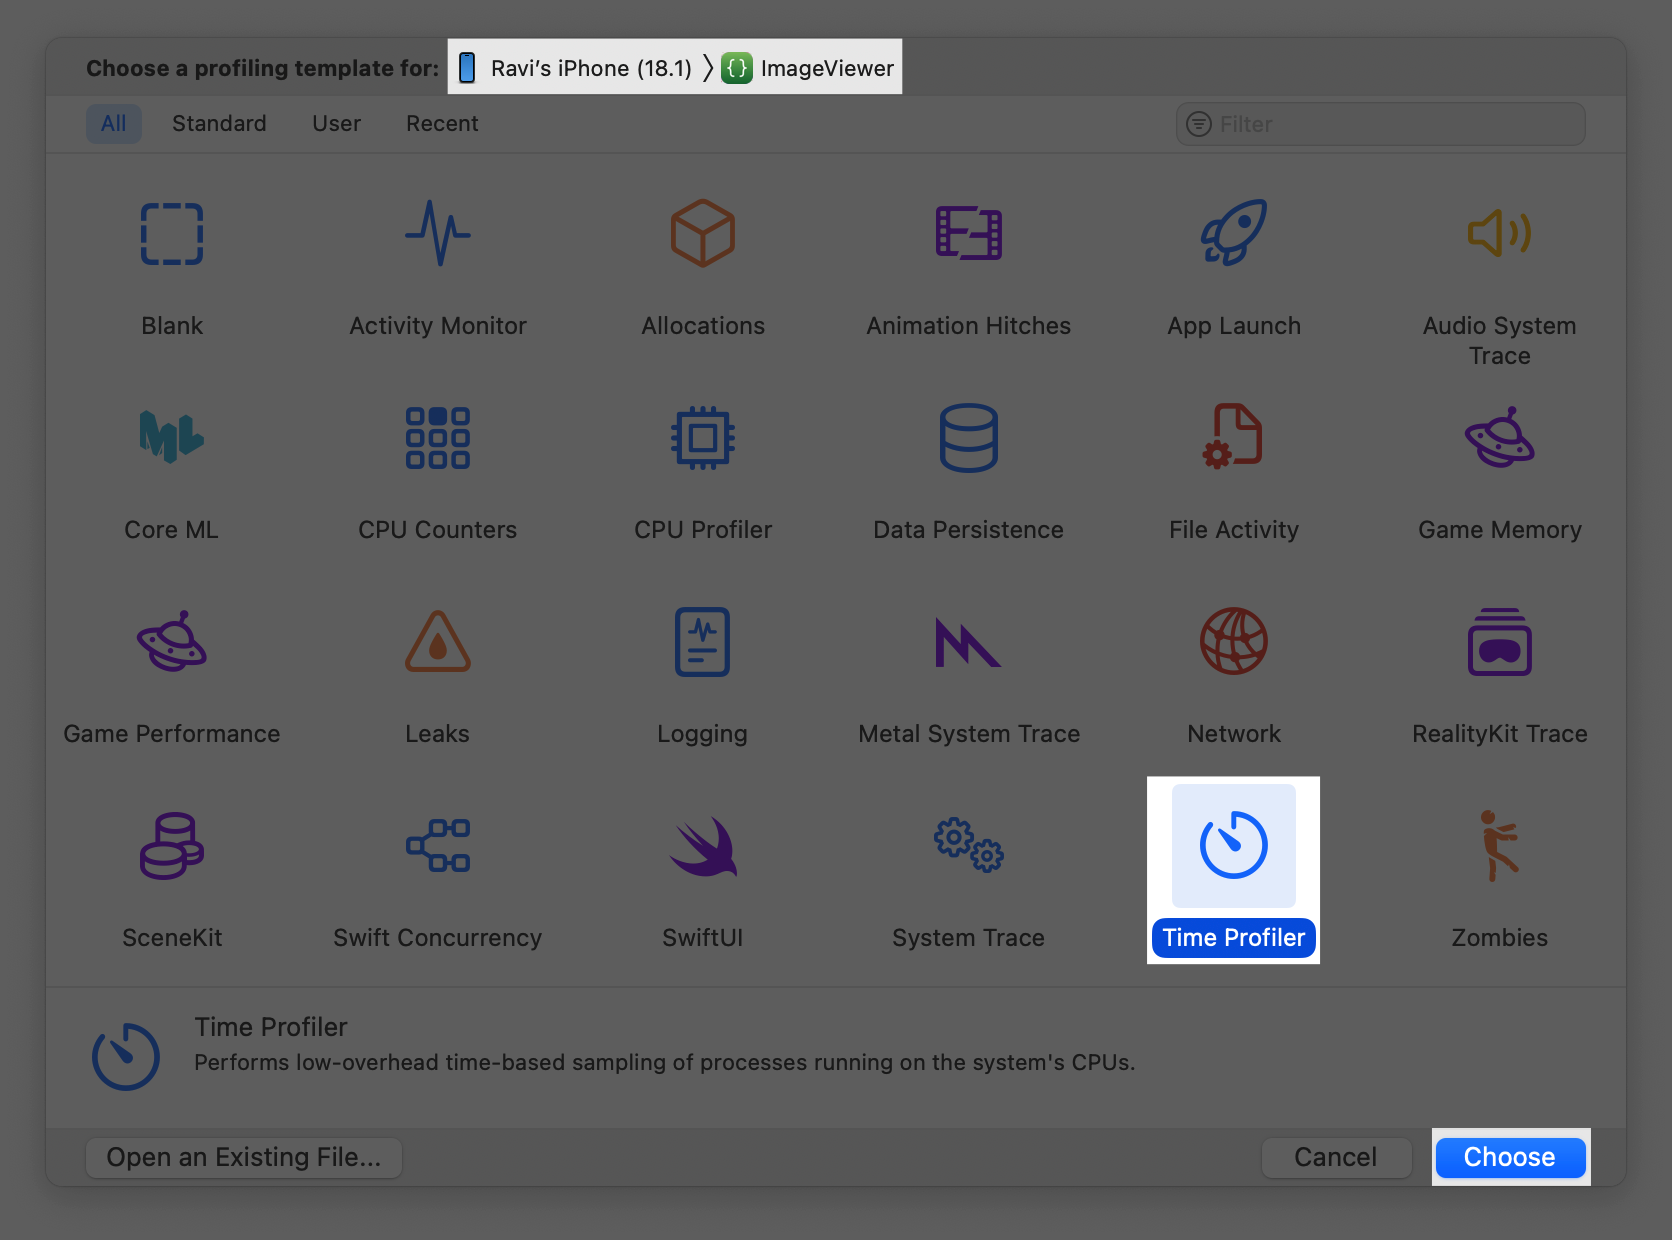 Choose a profiling template for: Ravi’s iPhone (18.1) 〉 {} ImageViewer
All Standard User Recent Filter
Blank Activity Monitor Allocations Animation Hitches App Launch Audio System
Trace
Core ML CPU Counters CPU Profiler Data Persistence File Activity Game Memory
Game Performance Leaks Logging Metal System Trace Network RealityKit Trace
SceneKit Swift Concurrency SwiftUI System Trace Time Profiler Zombies
Time Profiler
Performs low-overhead time-based sampling of processes running on the system's CPUs.
Open an Existing File... Cancel Choose